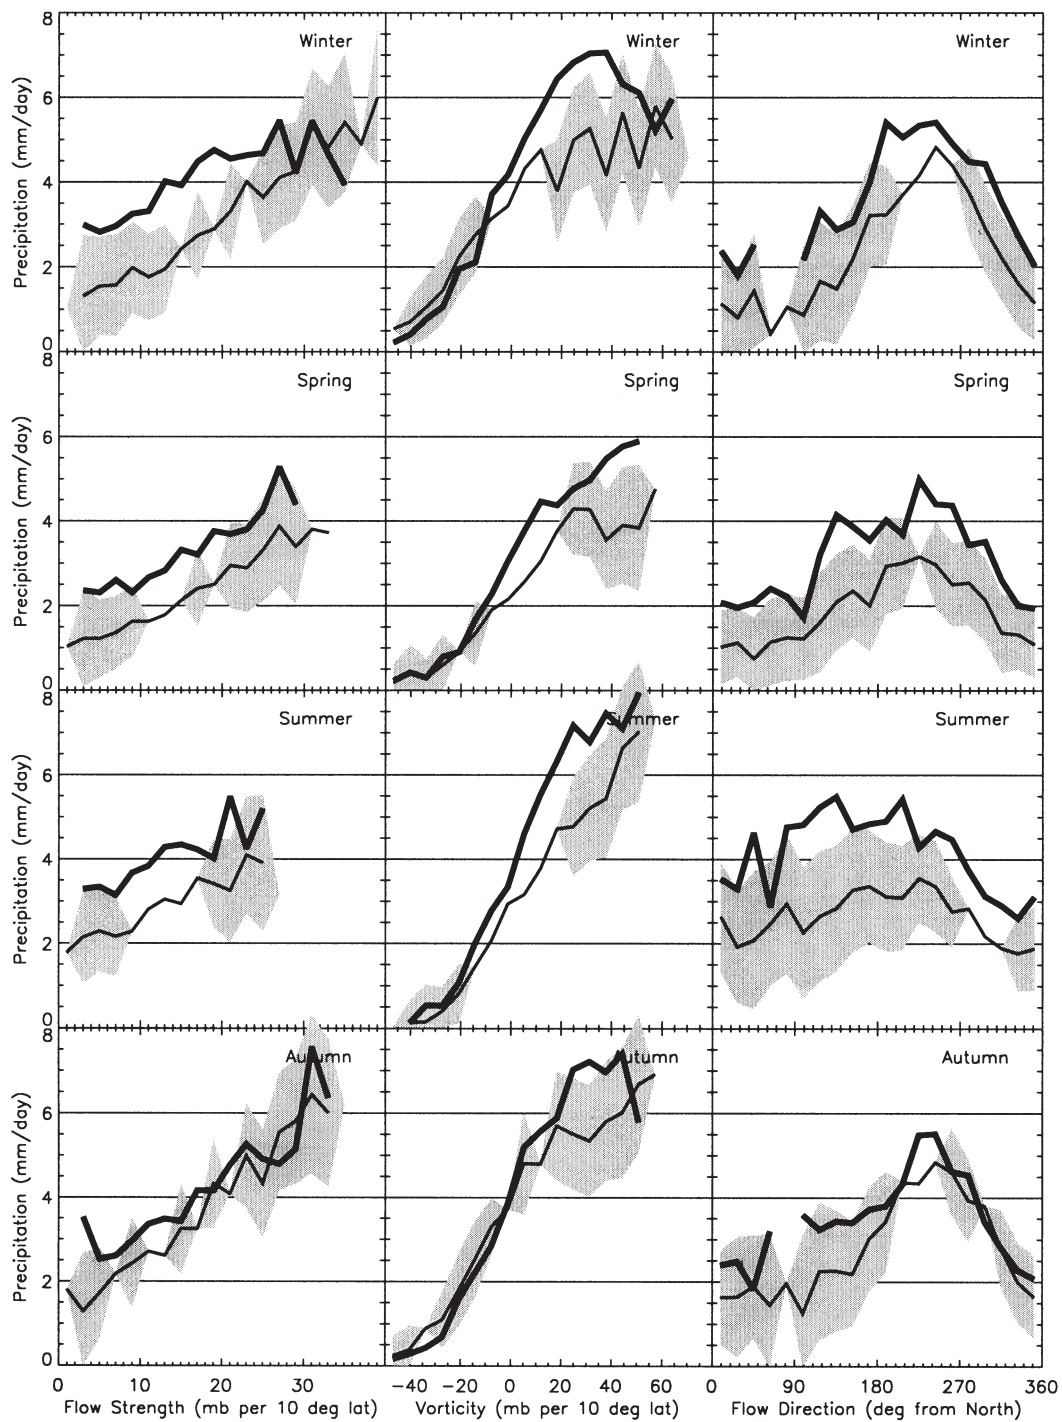 8
6
4
2
0
Precipitation (mm/day)
Winter
Winter
Winter
8
6
4
2
0
Precipitation (mm/day)
Spring
Spring
Spring
8
6
4
2
0
Precipitation (mm/day)
Summer
Summer
Summer
8
6
4
2
0
Precipitation (mm/day)
Autumn
Autumn
Autumn
0 10 20 30
-40 -20 0 20 40 60
0 90 180 270 360
Flow Strength (mb per 10 deg lat)
Vorticity (mb per 10 deg lat)
Flow Direction (deg from North)